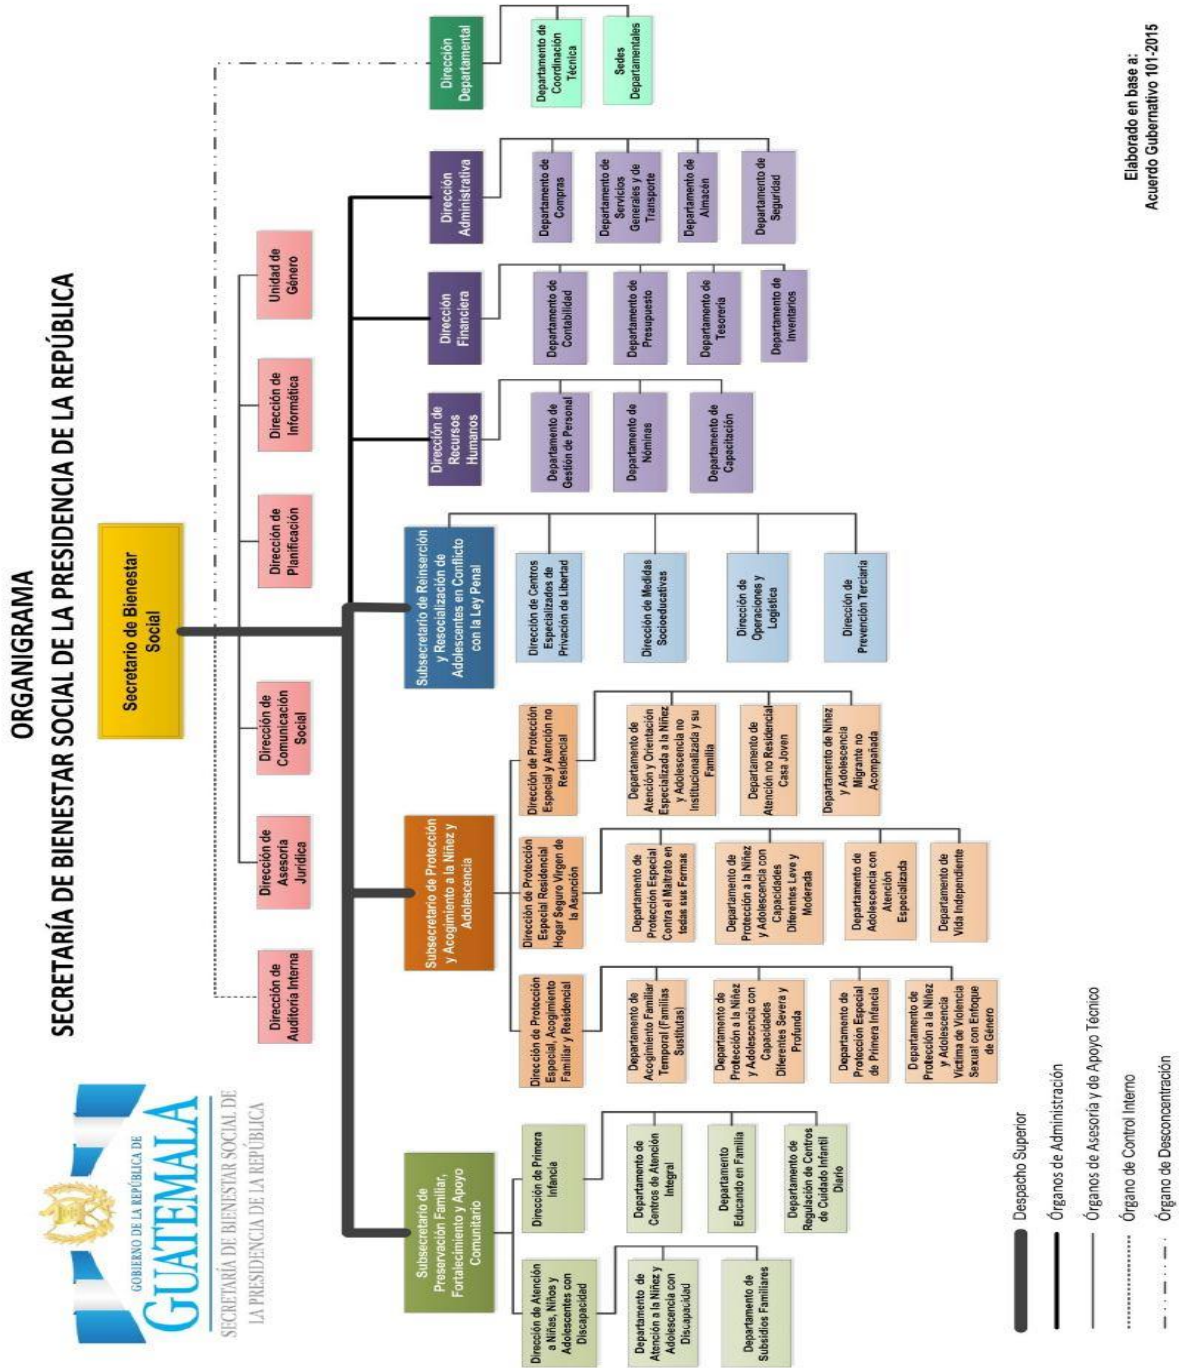 ORGANIGRAMA
SECRETARÍA DE BIENESTAR SOCIAL DE LA PRESIDENCIA DE LA REPÚBLICA
GOBIERNO DE LA REPÚBLICA DE
GUATEMALA
SECRETARÍA DE BIENESTAR SOCIAL DE
LA PRESIDENCIA DE LA REPÚBLICA
Secretario de Bienestar
Social
Dirección de
Auditoría Interna
Dirección de
Asesoría
Jurídica
Dirección de
Comunicación
Social
Dirección de
Planificación
Dirección de
Informática
Unidad de
Género
Subsecretario de
Preservación Familiar,
Fortalecimiento y Apoyo
Comunitario
Dirección de Atención
a Niñas, Niños y
Adolescentes con
Discapacidad
Departamento de
Atención a la Niñez y
Adolescencia con
Discapacidad
Departamento de
Subsidios Familiares
Dirección de Primera
Infancia
Departamento de
Centros de Atención
Integral
Departamento
Educando en Familia
Departamento de
Regulación de Centros
de Cuidado Infantil
Diario
Subsecretario de Protección
y Acogimiento a la Niñez y
Adolescencia
Dirección de Protección
Especial, Acogimiento
Familiar y Residencial
Departamento de
Acogimiento Familiar
Temporal (Familias
Sustitutas)
Departamento de
Protección a la Niñez
y Adolescencia con
Capacidades
Diferentes Severa y
Profunda
Departamento de
Protección Especial
de Primera Infancia
Departamento de
Protección a la Niñez
y Adolescencia
Víctima de Violencia
Sexual con Enfoque
de Género
Dirección de Protección
Especial Residencial
Hogar Seguro Virgen de
la Asunción
Departamento de
Protección Especial
Contra el Maltrato en
todas sus Formas
Departamento de
Protección a la Niñez
y Adolescencia con
Capacidades
Diferentes Leve y
Moderada
Departamento de
Adolescencia con
Atención
Especializada
Departamento de
Vida Independiente
Dirección de Protección
Especial y Atención no
Residencial
Departamento de
Atención y Orientación
Especializada a la Niñez
y Adolescencia no
Institucionalizada y su
Familia
Departamento de
Atención no Residencial
Casa Joven
Departamento de Niñez
y Adolescencia
Migrante no
Acompañada
Subsecretario de Reinserción
y Resocialización de
Adolescentes en Conflicto
con la Ley Penal
Dirección de Centros
Especializados de
Privación de Libertad
Dirección de Medidas
Socioeducativas
Dirección de
Operaciones y
Logística
Dirección de
Prevención Terciaria
Dirección de
Recursos
Humanos
Departamento de
Gestión de Personal
Departamento de
Nóminas
Departamento de
Capacitación
Dirección
Financiera
Departamento de
Contabilidad
Departamento de
Presupuesto
Departamento de
Tesorería
Departamento de
Inventarios
Dirección
Administrativa
Departamento de
Compras
Departamento de
Servicios
Generales y de
Transporte
Departamento de
Almacén
Departamento de
Seguridad
Dirección
Departamental
Departamento de
Coordinación
Técnica
Sedes
Departamentales
Despacho Superior
Órganos de Administración
Órganos de Asesoría y de Apoyo Técnico
Órgano de Control Interno
Órgano de Desconcentración
Elaborado en base a:
Acuerdo Gubernativo 101-2015